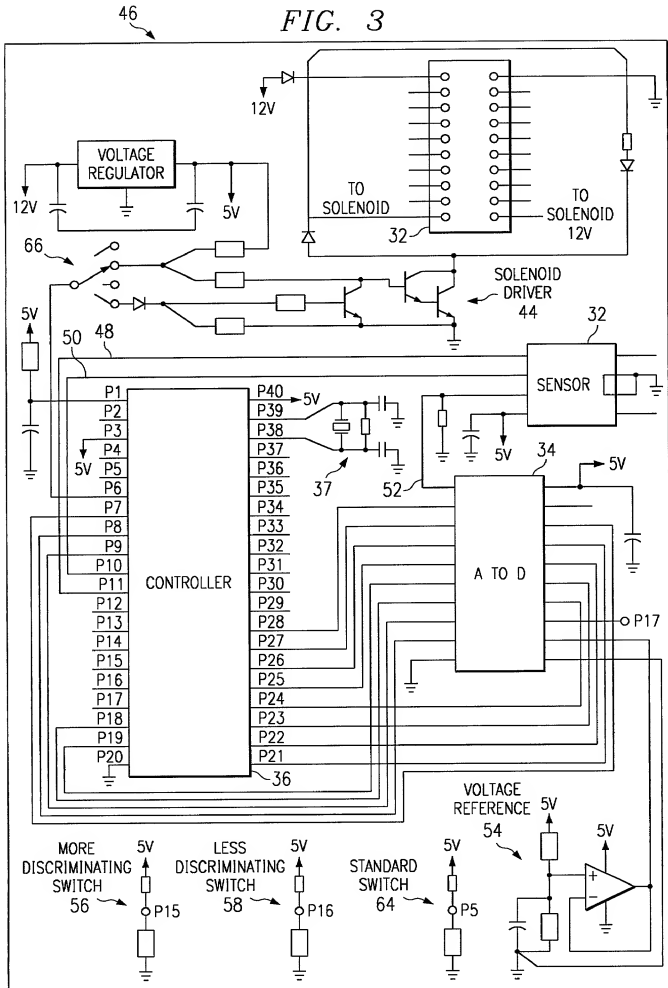 FIG. 3
46
12V
VOLTAGE
REGULATOR
12V
5V
TO
SOLENOID
32
TO
SOLENOID
12V
66
SOLENOID
DRIVER
44
5V
48
50
32
SENSOR
P1
P2
P3
5V
P4
P5
P6
P7
P8
P9
P10
P11
P12
P13
P14
P15
P16
P17
P18
P19
P20
CONTROLLER
36
P40
5V
P39
P38
P37
P36
P35
P34
P33
P32
P31
P30
P29
P28
P27
P26
P25
P24
P23
P22
P21
37
52
5V
34
5V
A TO D
P17
MORE
DISCRIMINATING
SWITCH
56
5V
P15
LESS
DISCRIMINATING
SWITCH
58
5V
P16
STANDARD
SWITCH
64
5V
P5
VOLTAGE
REFERENCE
54
5V
5V
+
−